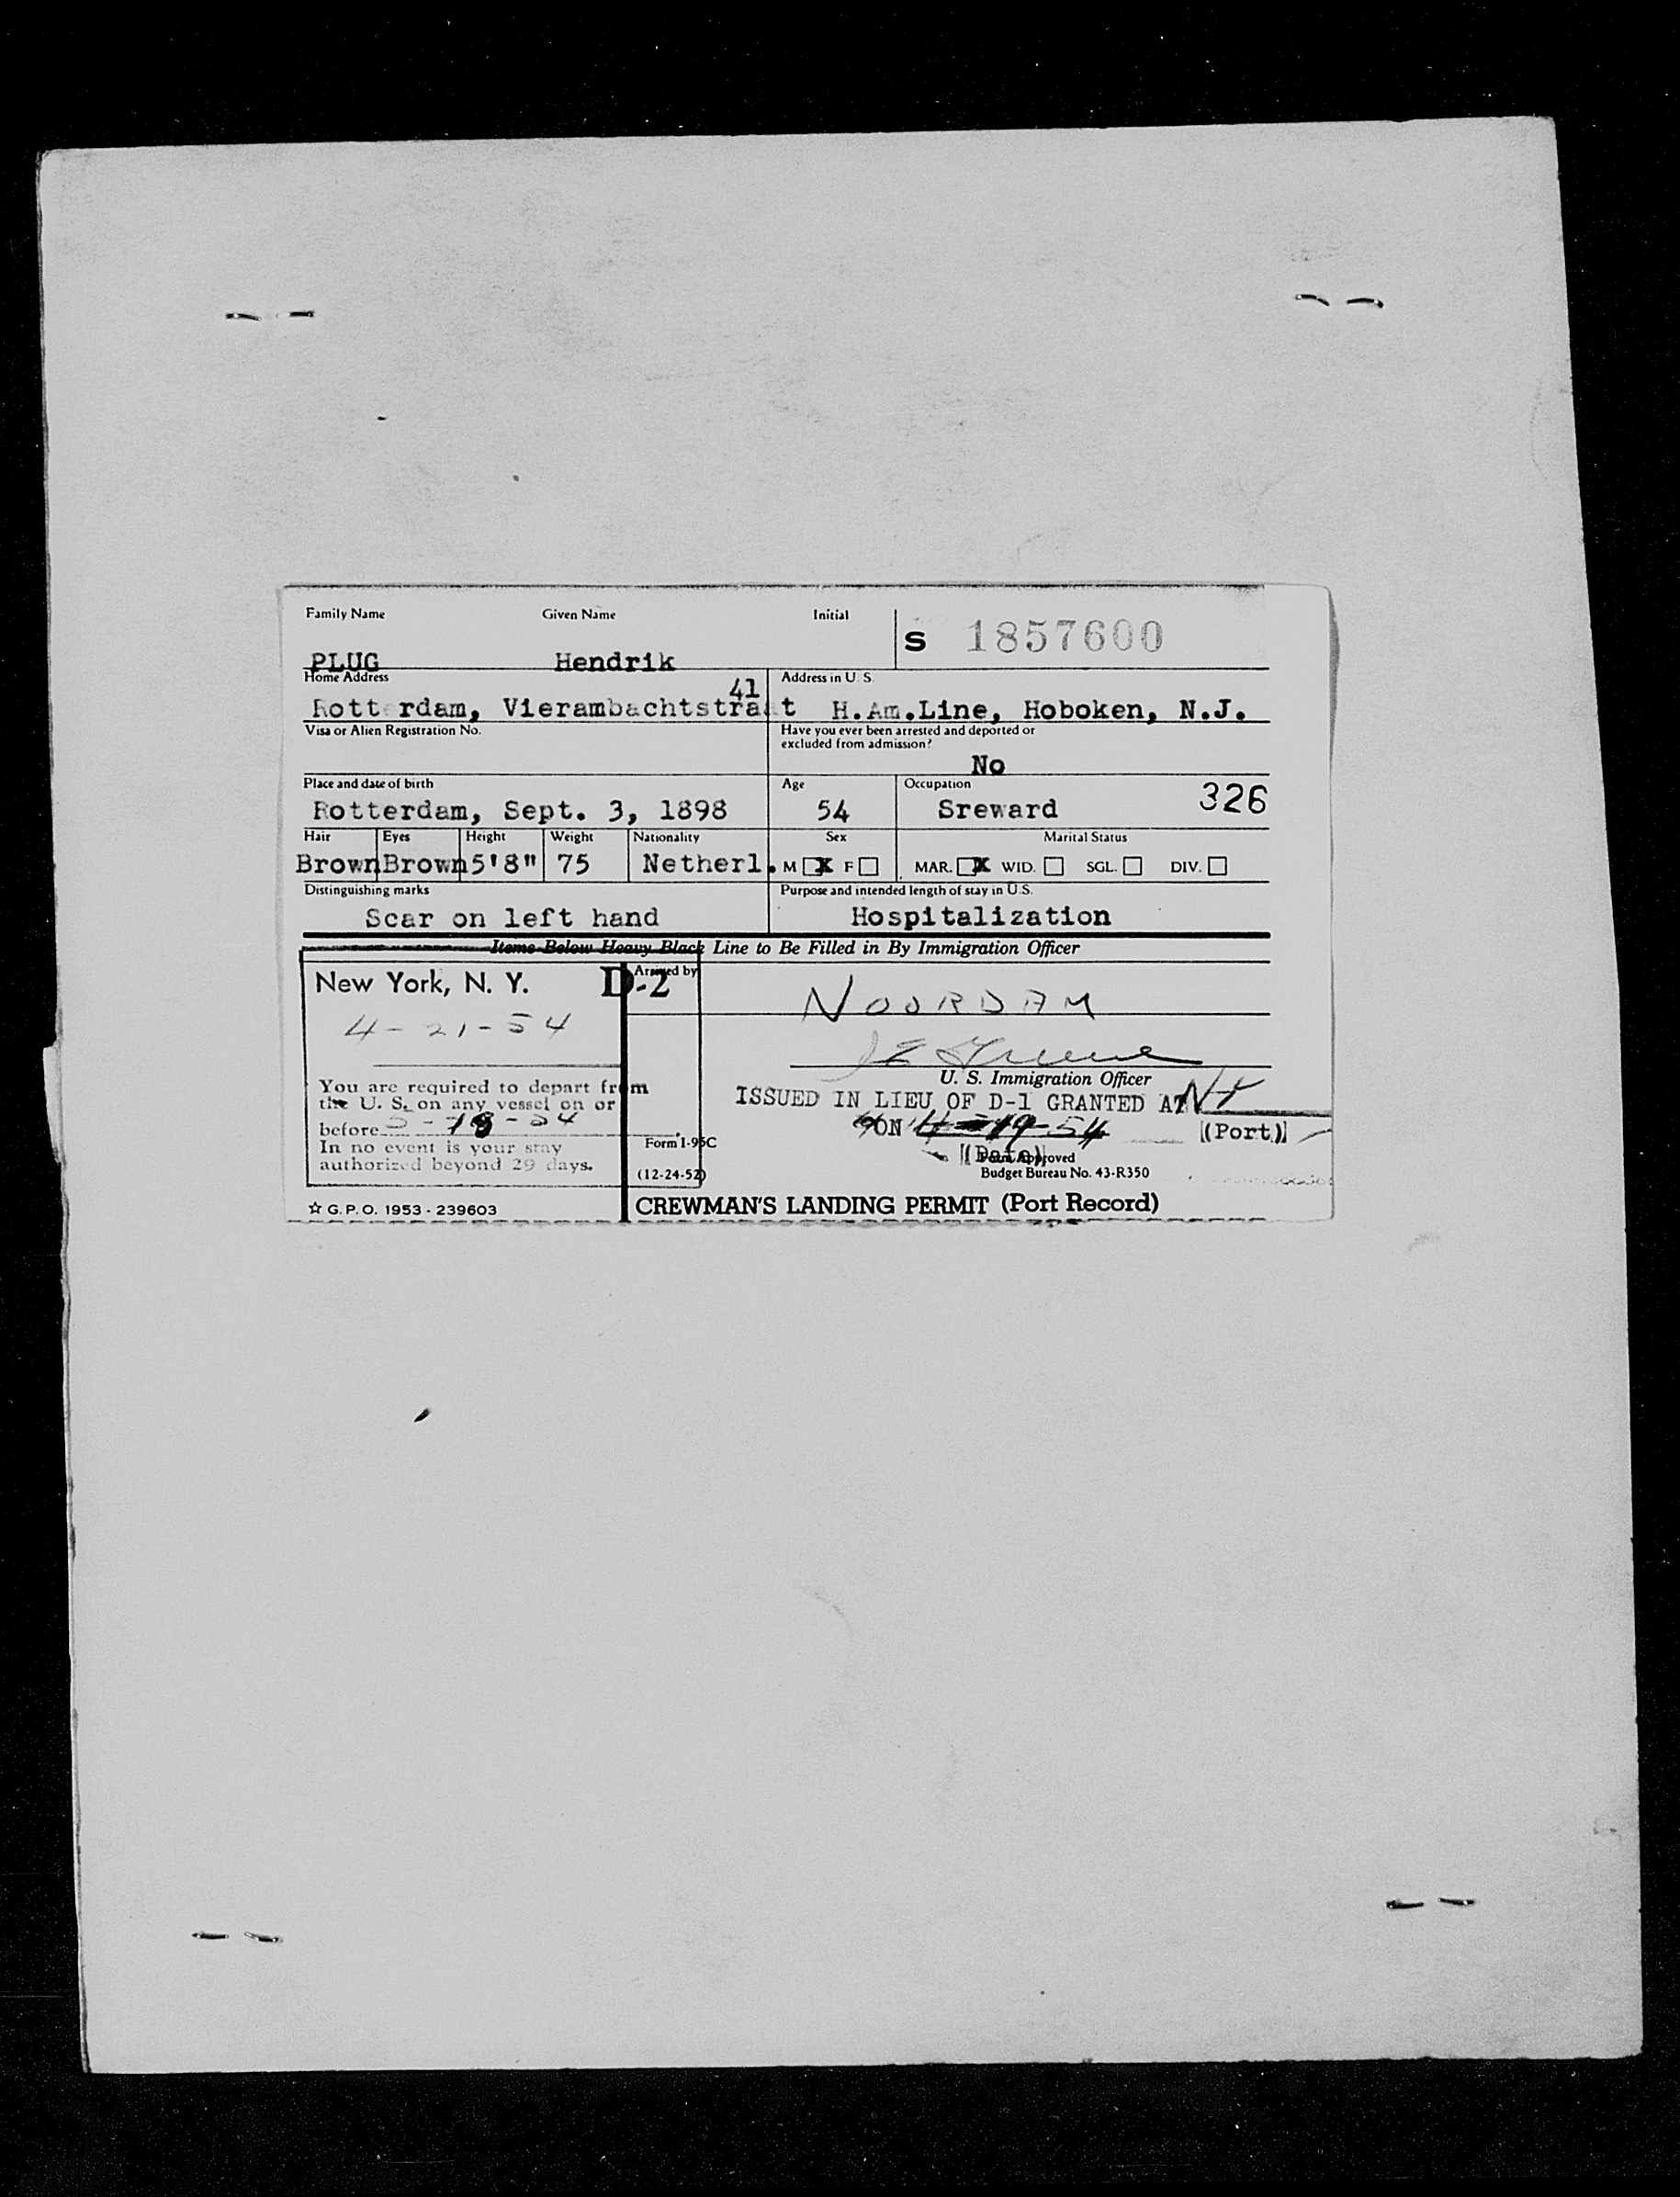 Family Name Given Name Initial
S 1857600
PLUG Hendrik
Home Address Address in U. S.
41
Rotterdam, Vierambachtstraat H.Am.Line, Hoboken, N.J.
Visa or Alien Registration No. Have you ever been arrested and deported or
excluded from admission?
No
Place and date of birth Age Occupation
Rotterdam, Sept. 3, 1898 54 Sreward 326
Hair Eyes Height Weight Nationality Sex Marital Status
Brown Brown 5'8" 75 Netherl. M X F MAR. X WID. SGL. DIV.
Distinguishing marks Purpose and intended length of stay in U.S.
Scar on left hand Hospitalization
Items Below Heavy Black Line to Be Filled in By Immigration Officer
New York, N. Y. D-2 Arrived by
NOORDAM
4-21-54
U. S. Immigration Officer
You are required to depart from
the U. S. on any vessel on or
before 5-18-54
In no event is your stay
authorized beyond 29 days.
ISSUED IN LIEU OF D-1 GRANTED AT NY
ON 4-19-54 (Port)
(Date)
Form I-95C
(12-24-52)
Form Approved
Budget Bureau No. 43-R350
☆ G.P.O. 1953 - 239603
CREWMAN'S LANDING PERMIT (Port Record)